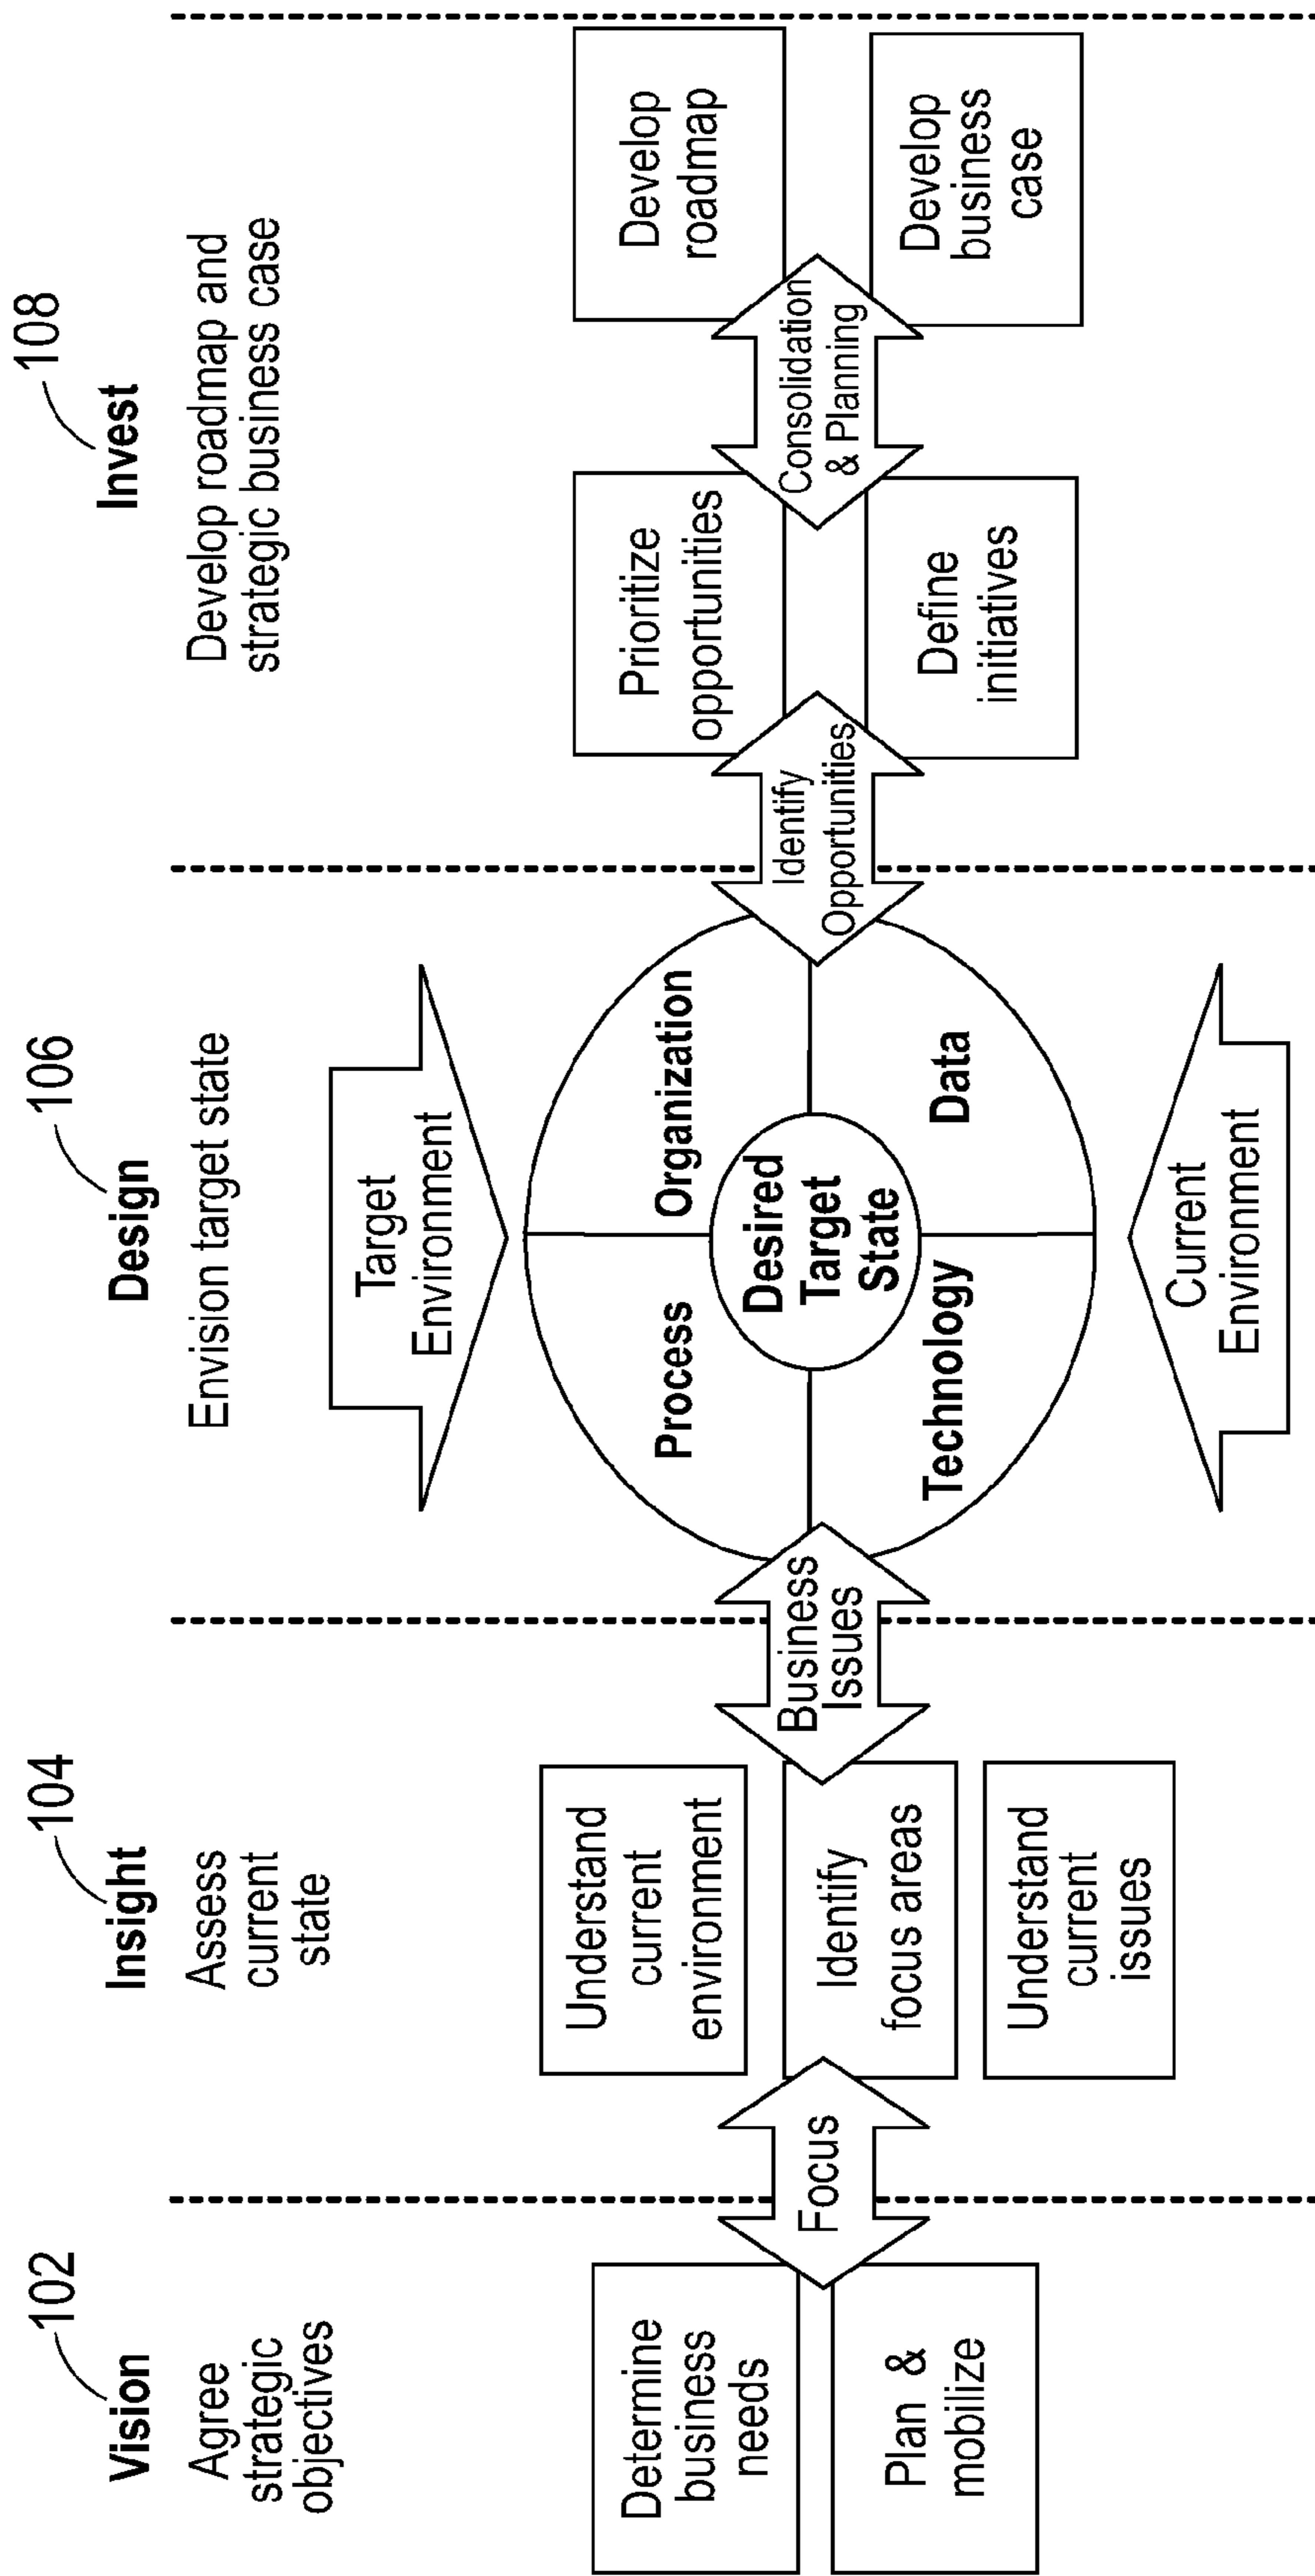 102
Vision
Agree
strategic
objectives
Determine
business
needs
Plan &
mobilize
Focus
104
Insight
Assess
current
state
Understand
current
environment
Identify
focus areas
Understand
current
issues
Business
Issues
106
Design
Envision target state
Target
Environment
Process
Organization
Desired
Target
State
Technology
Data
Current
Environment
Identify
Opportunities
108
Invest
Develop roadmap and
strategic business case
Prioritize
opportunities
Define
initiatives
Consolidation
& Planning
Develop
roadmap
Develop
business
case